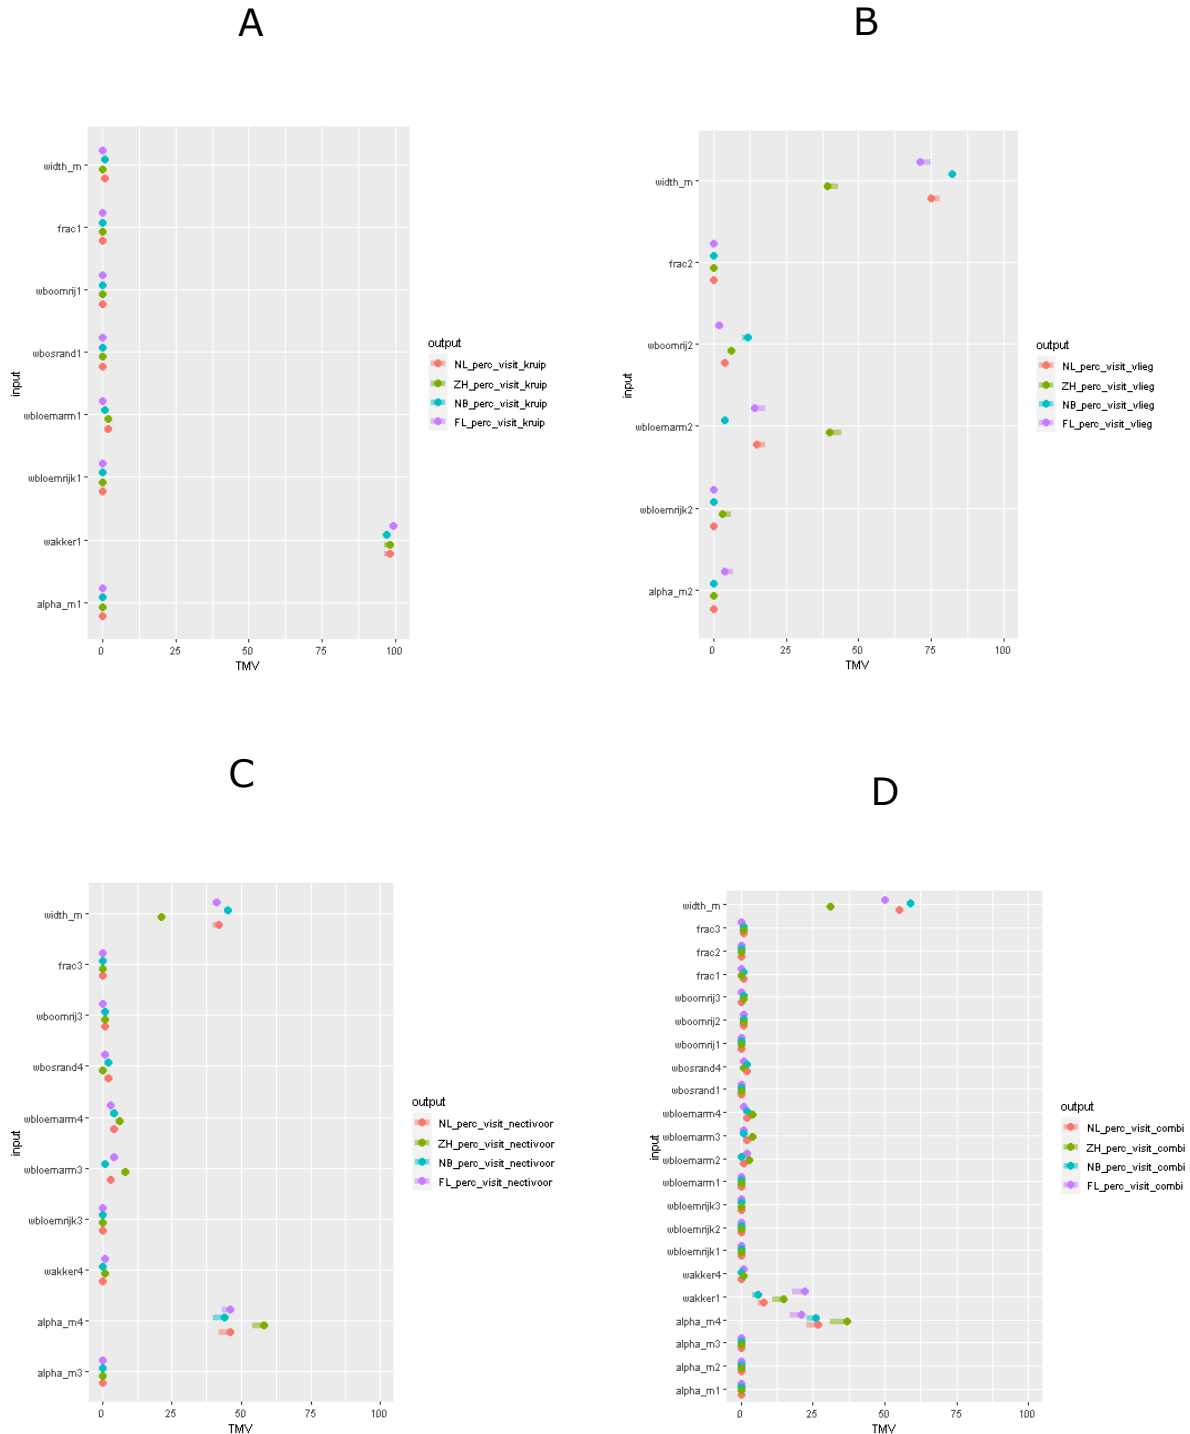 A
width_m
frac1
wboomrij1
wbosrand1
wbloemarm1
wbloemrijk1
wakker1
alpha_m1
input
0 25 50 75 100
TMV
output
NL_perc_visit_kruip
ZH_perc_visit_kruip
NB_perc_visit_kruip
FL_perc_visit_kruip
B
width_m
frac2
wboomrij2
wbloemarm2
wbloemrijk2
alpha_m2
input
0 25 50 75 100
TMV
output
NL_perc_visit_vlieg
ZH_perc_visit_vlieg
NB_perc_visit_vlieg
FL_perc_visit_vlieg
C
width_m
frac3
wboomrij3
wbosrand4
wbloemarm4
wbloemarm3
wbloemrijk3
wakker4
alpha_m4
alpha_m3
input
0 25 50 75 100
TMV
output
NL_perc_visit_nectivoor
ZH_perc_visit_nectivoor
NB_perc_visit_nectivoor
FL_perc_visit_nectivoor
D
width_m
frac3
frac2
frac1
wboomrij3
wboomrij2
wboomrij1
wbosrand4
wbosrand1
wbloemarm4
wbloemarm3
wbloemarm2
wbloemarm1
wbloemrijk3
wbloemrijk2
wbloemrijk1
wakker4
wakker1
alpha_m4
alpha_m3
alpha_m2
alpha_m1
input
0 25 50 75 100
TMV
output
NL_perc_visit_combi
ZH_perc_visit_combi
NB_perc_visit_combi
FL_perc_visit_combi